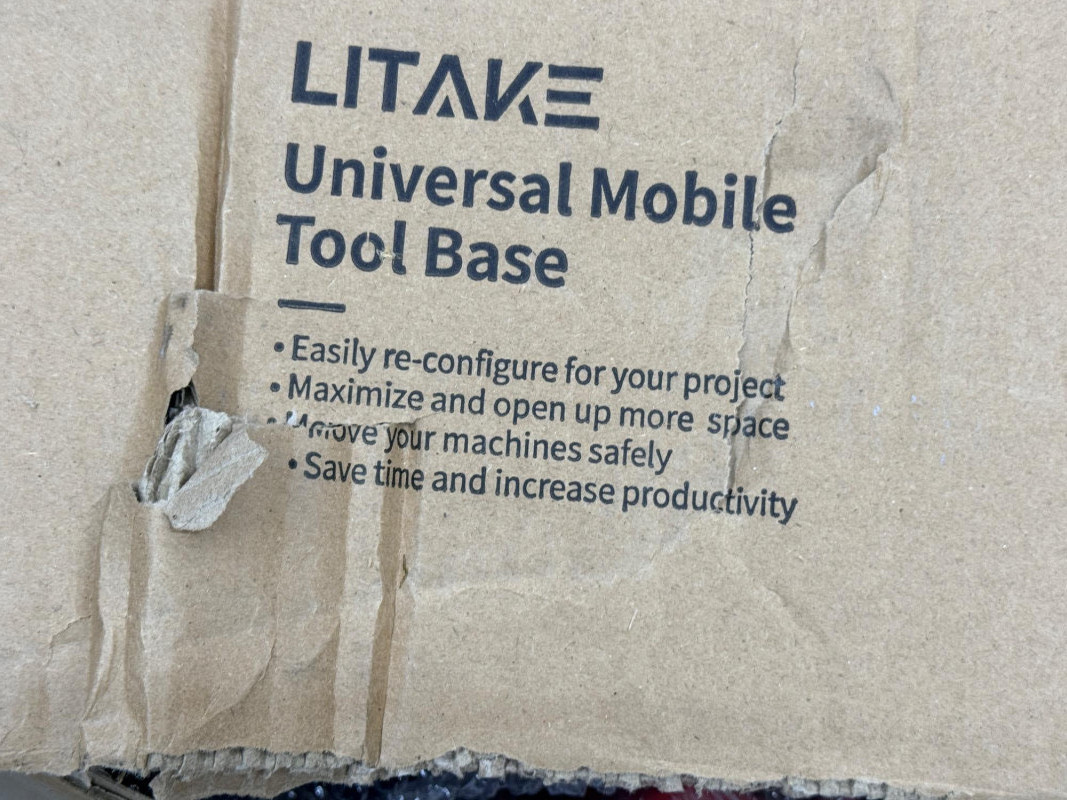 LITAKE
Universal Mobile
Tool Base
• Easily re-configure for your project
• Maximize and open up more space
• Move your machines safely
• Save time and increase productivity